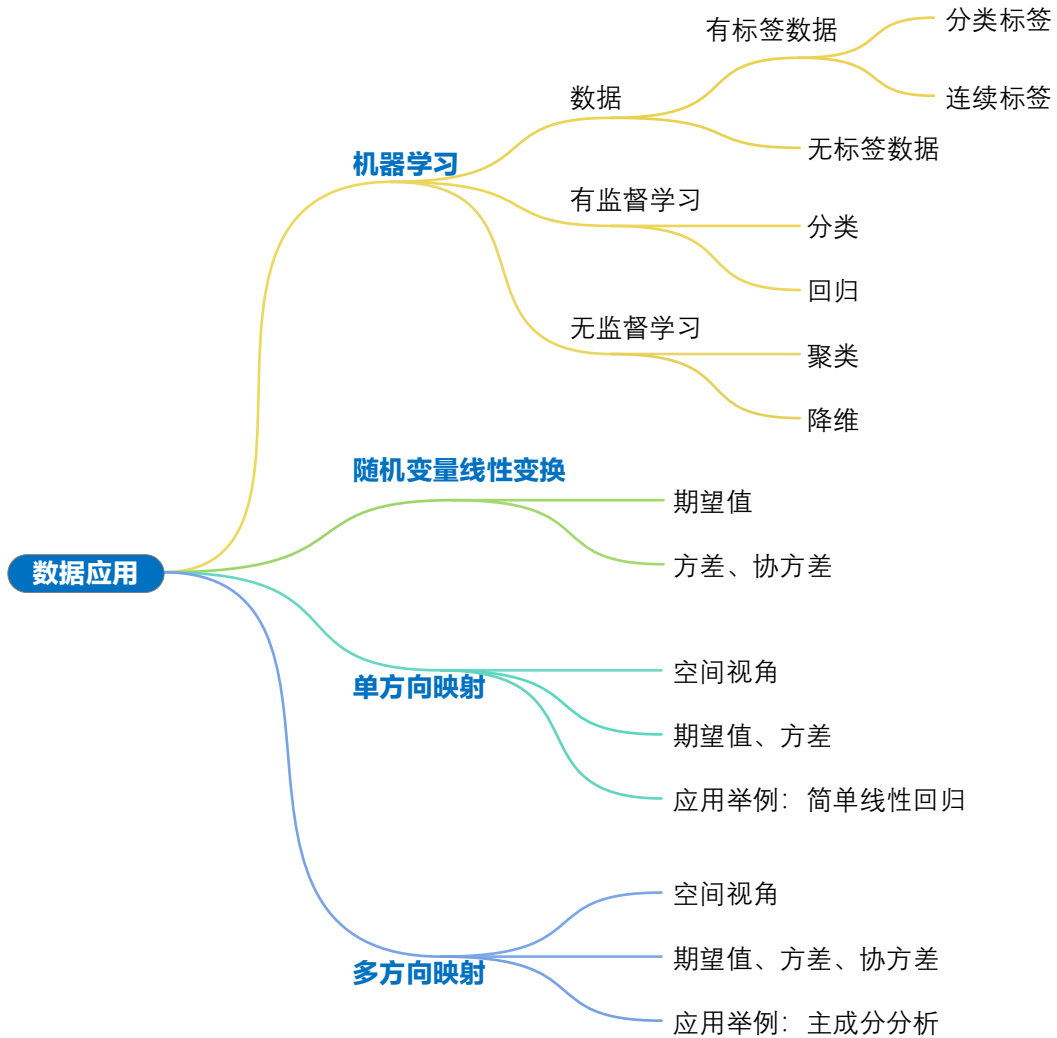 有标签数据
分类标签
连续标签
数据
无标签数据
机器学习
有监督学习
分类
回归
无监督学习
聚类
降维
随机变量线性变换
期望值
方差、协方差
数据应用
单方向映射
空间视角
期望值、方差
应用举例：简单线性回归
多方向映射
空间视角
期望值、方差、协方差
应用举例：主成分分析